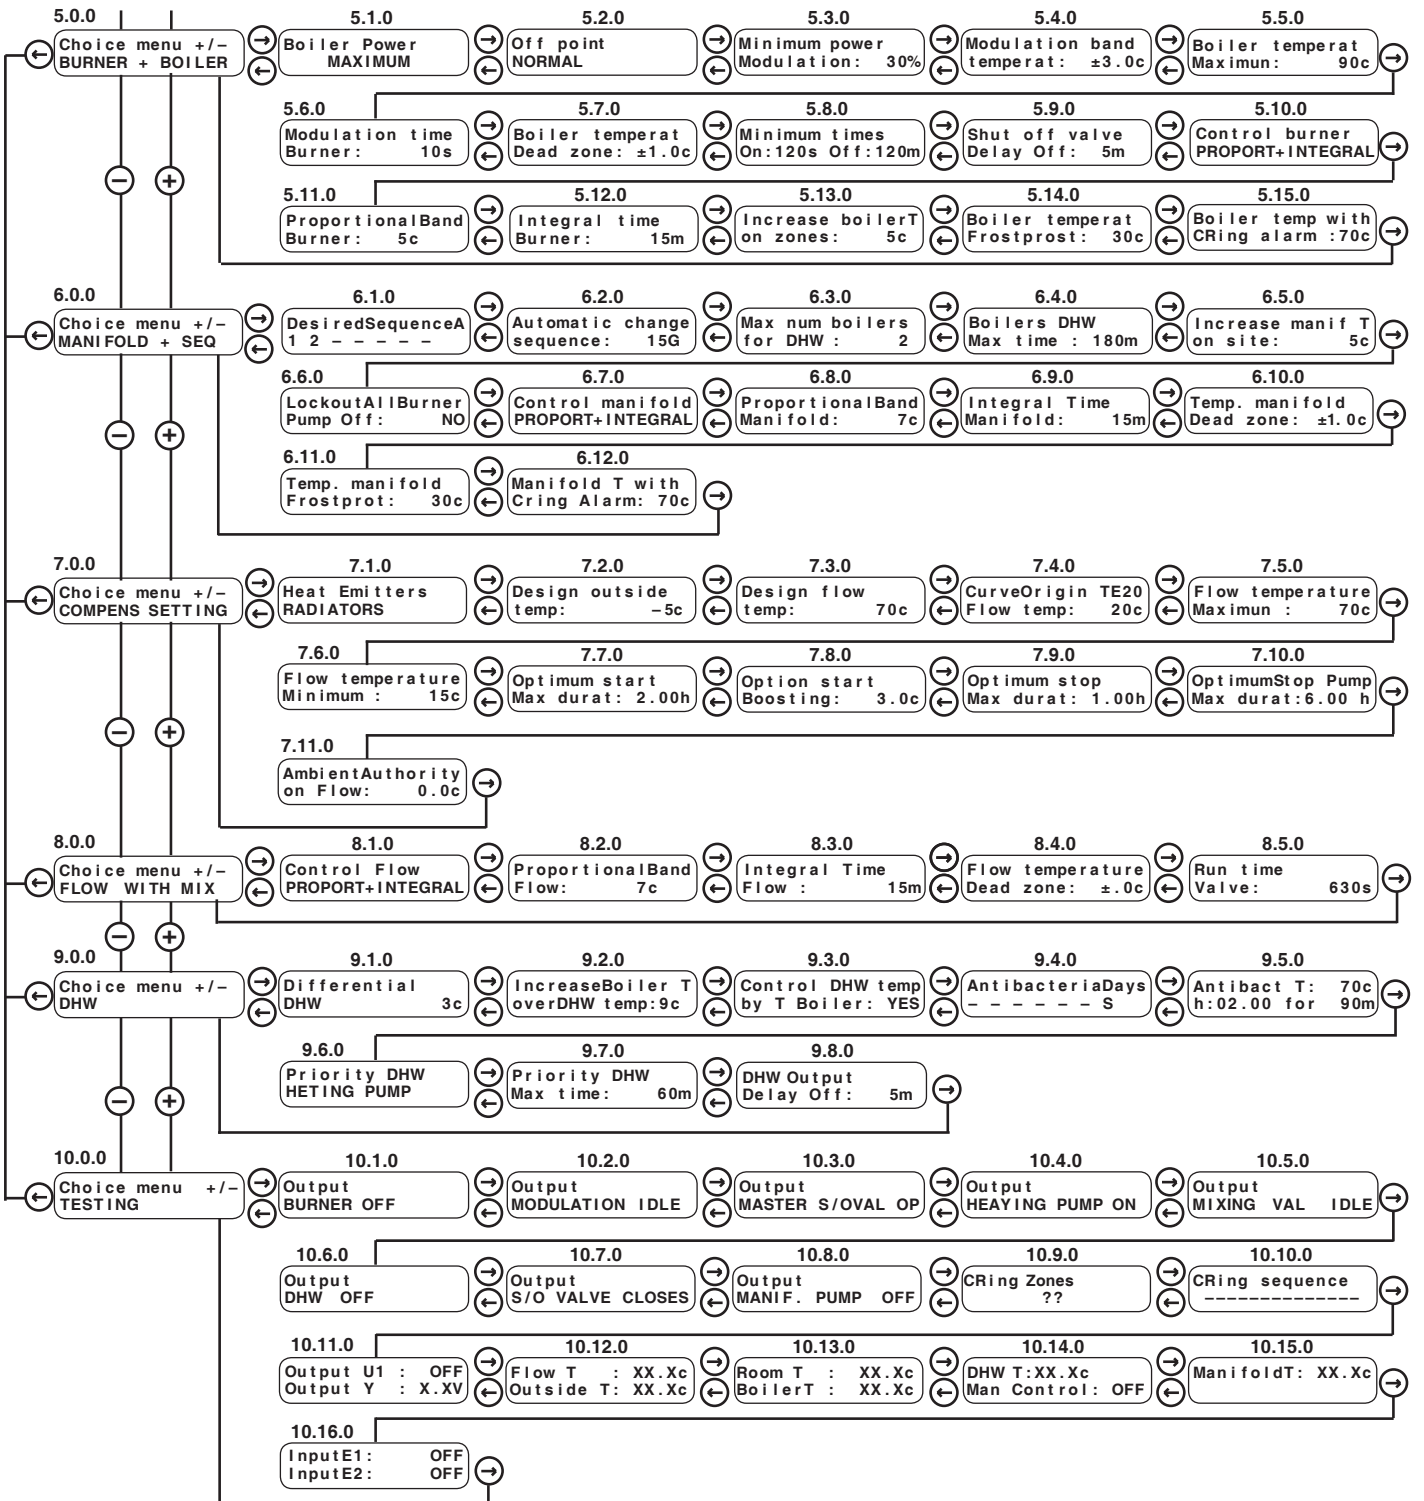 5.0.0 5.1.0 5.2.0 5.3.0 5.4.0 5.5.0
Choice menu +/–
BURNER + BOILER
Boiler Power
MAXIMUM
Off point
NORMAL
Minimum power
Modulation: 30%
Modulation band
temperat: ±3.0c
Boiler temperat
Maximun: 90c
5.6.0 5.7.0 5.8.0 5.9.0 5.10.0
Modulation time
Burner: 10s
Boiler temperat
Dead zone: ±1.0c
Minimum times
On:120s Off:120m
Shut off valve
Delay Off: 5m
Control burner
PROPORT+INTEGRAL
– +
5.11.0 5.12.0 5.13.0 5.14.0 5.15.0
ProportionalBand
Burner: 5c
Integral time
Burner: 15m
Increase boilerT
on zones: 5c
Boiler temperat
Frostprost: 30c
Boiler temp with
CRing alarm :70c
6.0.0 6.1.0 6.2.0 6.3.0 6.4.0 6.5.0
Choice menu +/–
MANIFOLD + SEQ
DesiredSequenceA
1 2 – – – – –
Automatic change
sequence: 15G
Max num boilers
for DHW : 2
Boilers DHW
Max time : 180m
Increase manif T
on site: 5c
6.6.0 6.7.0 6.8.0 6.9.0 6.10.0
LockoutAllBurner
Pump Off: NO
Control manifold
PROPORT+INTEGRAL
ProportionalBand
Manifold: 7c
Integral Time
Manifold: 15m
Temp. manifold
Dead zone: ±1.0c
– +
6.11.0 6.12.0
Temp. manifold
Frostprot: 30c
Manifold T with
Cring Alarm: 70c
7.0.0 7.1.0 7.2.0 7.3.0 7.4.0 7.5.0
Choice menu +/–
COMPENS SETTING
Heat Emitters
RADIATORS
Design outside
temp: –5c
Design flow
temp: 70c
CurveOrigin TE20
Flow temp: 20c
Flow temperature
Maximun : 70c
7.6.0 7.7.0 7.8.0 7.9.0 7.10.0
Flow temperature
Minimum : 15c
Optimum start
Max durat: 2.00h
Option start
Boosting: 3.0c
Optimum stop
Max durat: 1.00h
OptimumStop Pump
Max durat:6.00 h
– +
7.11.0
AmbientAuthority
on Flow: 0.0c
8.0.0 8.1.0 8.2.0 8.3.0 8.4.0 8.5.0
Choice menu +/–
FLOW WITH MIX
Control Flow
PROPORT+INTEGRAL
ProportionalBand
Flow: 7c
Integral Time
Flow : 15m
Flow temperature
Dead zone: ±.0c
Run time
Valve: 630s
– +
9.0.0 9.1.0 9.2.0 9.3.0 9.4.0 9.5.0
Choice menu +/–
DHW
Differential
DHW 3c
IncreaseBoiler T
overDHW temp:9c
Control DHW temp
by T Boiler: YES
AntibacteriaDays
– – – – – – S
Antibact T: 70c
h:02.00 for 90m
9.6.0 9.7.0 9.8.0
Priority DHW
HETING PUMP
Priority DHW
Max time: 60m
DHW Output
Delay Off: 5m
– +
10.0.0 10.1.0 10.2.0 10.3.0 10.4.0 10.5.0
Choice menu +/–
TESTING
Output
BURNER OFF
Output
MODULATION IDLE
Output
MASTER S/OVAL OP
Output
HEAYING PUMP ON
Output
MIXING VAL IDLE
10.6.0 10.7.0 10.8.0 10.9.0 10.10.0
Output
DHW OFF
Output
S/O VALVE CLOSES
Output
MANIF. PUMP OFF
CRing Zones
??
CRing sequence
––––––––––––––
10.11.0 10.12.0 10.13.0 10.14.0 10.15.0
Output U1 : OFF
Output Y : X.XV
Flow T : XX.Xc
Outside T: XX.Xc
Room T : XX.Xc
BoilerT : XX.Xc
DHW T:XX.Xc
Man Control: OFF
ManifoldT: XX.Xc
10.16.0
InputE1: OFF
InputE2: OFF